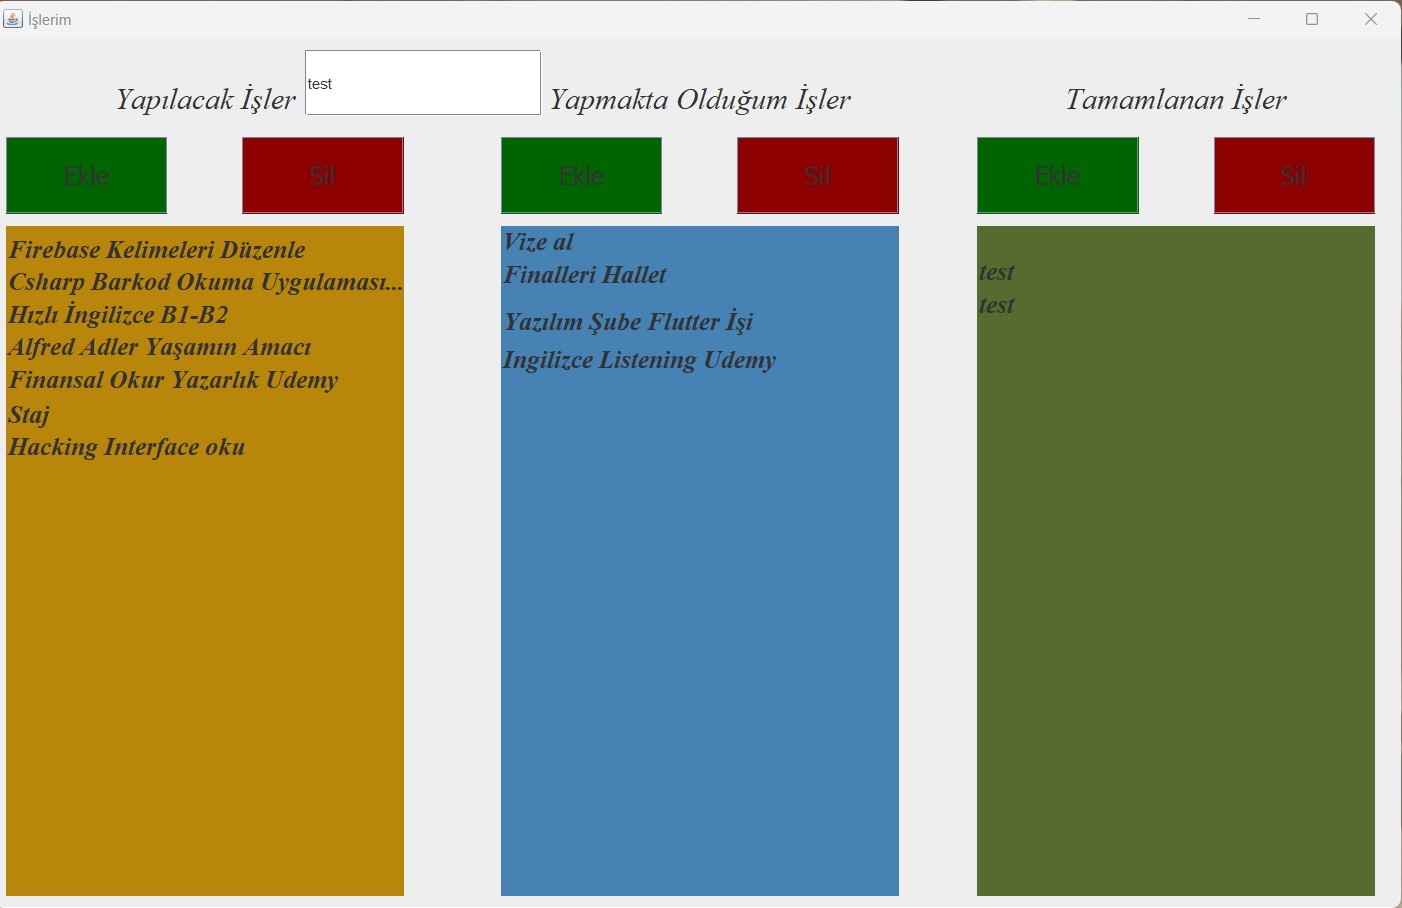 İşlerim
Yapılacak İşler
test
Yapmakta Olduğum İşler
Tamamlanan İşler
Ekle
Sil
Ekle
Sil
Ekle
Sil
Firebase Kelimeleri Düzenle
Csharp Barkod Okuma Uygulaması...
Hızlı İngilizce B1-B2
Alfred Adler Yaşamın Amacı
Finansal Okur Yazarlık Udemy
Staj
Hacking Interface oku
Vize al
Finalleri Hallet
Yazılım Şube Flutter İşi
Ingilizce Listening Udemy
test
test